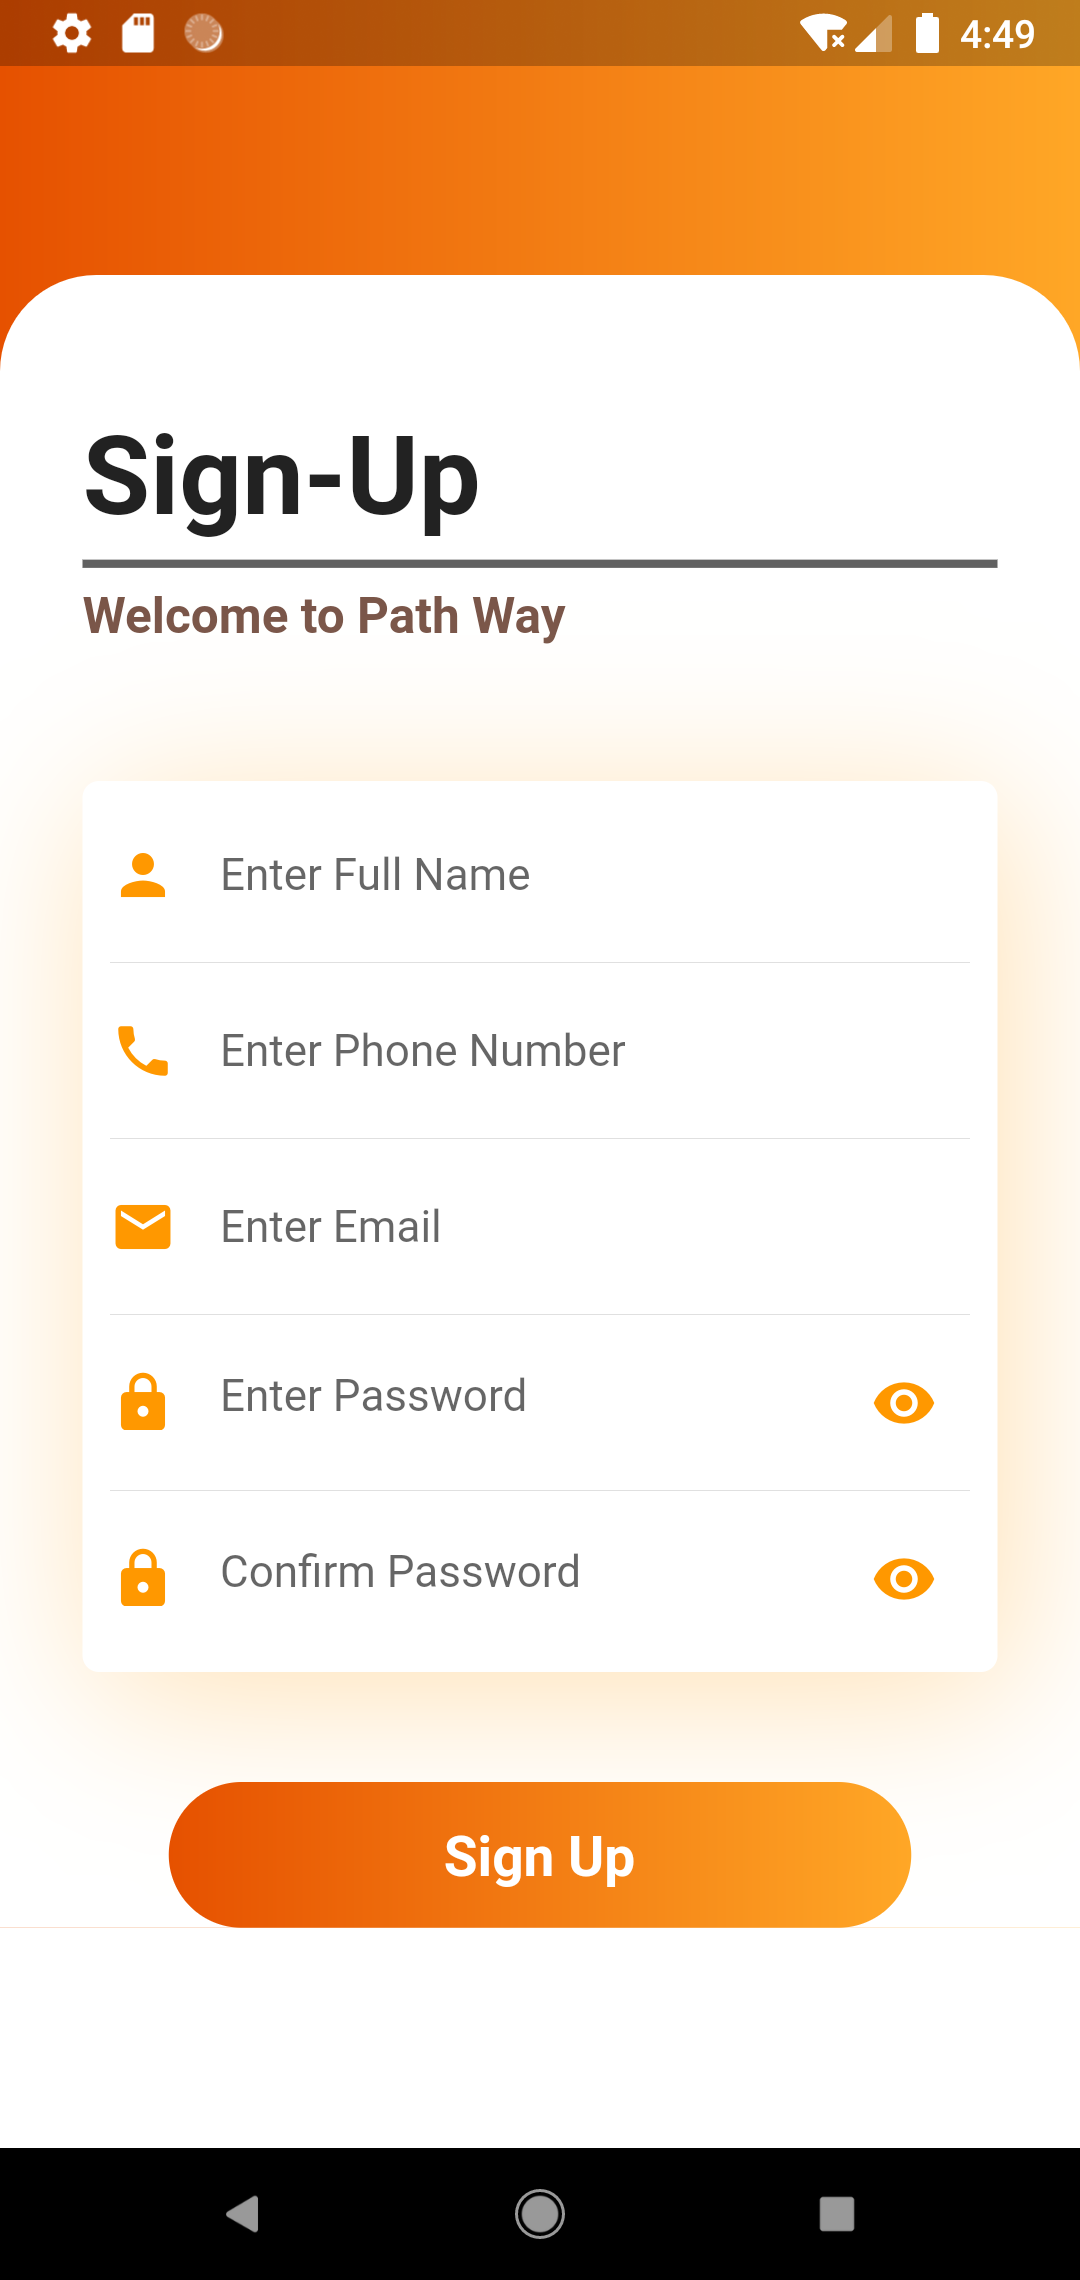 4:49
Sign-Up
Welcome to Path Way
Enter Full Name
Enter Phone Number
Enter Email
Enter Password
Confirm Password
Sign Up